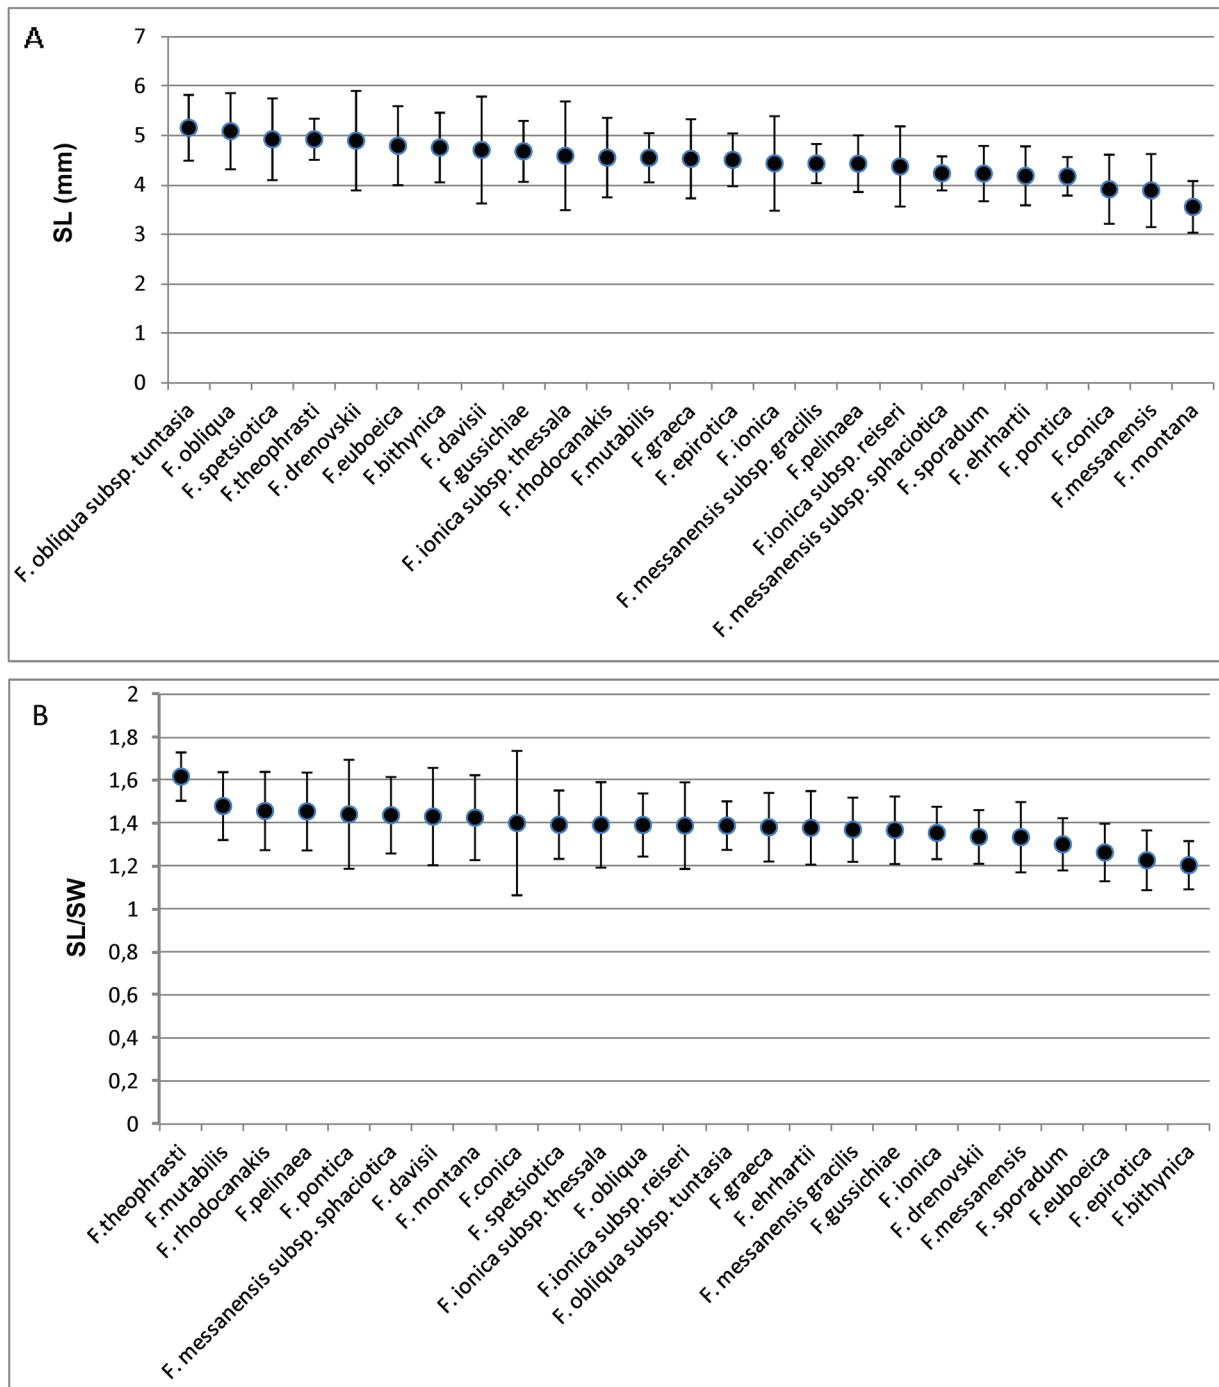 A
SL (mm)
7
6
5
4
3
2
1
0
F. obliqua subsp. tuntasia
F. obliqua
F. spetsiotica
F.theophrasti
F. drenovskii
F.euboeica
F.bithynica
F. davisii
F.gussichiae
F. ionica subsp. thessala
F. rhodocanakis
F.mutabilis
F.graeca
F. epirotica
F. ionica
F. messanensis subsp. gracilis
F.pelinaea
F.ionica subsp. reiseri
F. messanensis subsp. sphaciotica
F. sporadum
F. ehrhartii
F. pontica
F.conica
F.messanensis
F. montana
B
SL/SW
2
1,8
1,6
1,4
1,2
1
0,8
0,6
0,4
0,2
0
F.theophrasti
F.mutabilis
F. rhodocanakis
F.pelinaea
F. pontica
F. messanensis subsp. sphaciotica
F. davisii
F. montana
F.conica
F. spetsiotica
F. ionica subsp. thessala
F. obliqua
F.ionica subsp. reiseri
F. obliqua subsp. tuntasia
F.graeca
F. ehrhartii
F. messanensis gracilis
F.gussichiae
F. ionica
F. drenovskii
F.messanensis
F. sporadum
F.euboeica
F. epirotica
F.bithynica